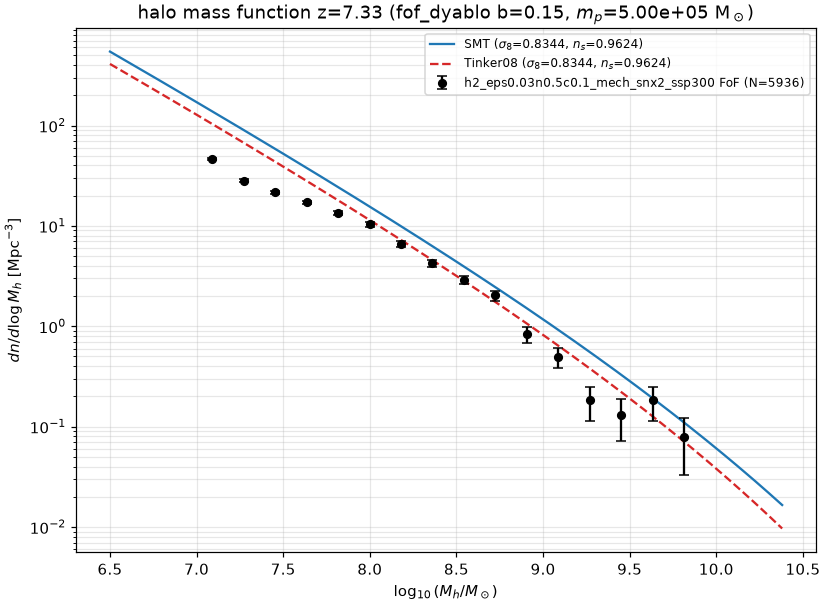 halo mass function z=7.33 (fof_dyablo b=0.15, m_p=5.00e+05 M_⊙)
SMT (σ_8=0.8344, n_s=0.9624)
Tinker08 (σ_8=0.8344, n_s=0.9624)
h2_eps0.03n0.5c0.1_mech_snx2_ssp300 FoF (N=5936)
dn/dlog M_h [Mpc^−3]
10^2
10^1
10^0
10^−1
10^−2
6.5 7.0 7.5 8.0 8.5 9.0 9.5 10.0 10.5
log_10 (M_h/M_⊙)